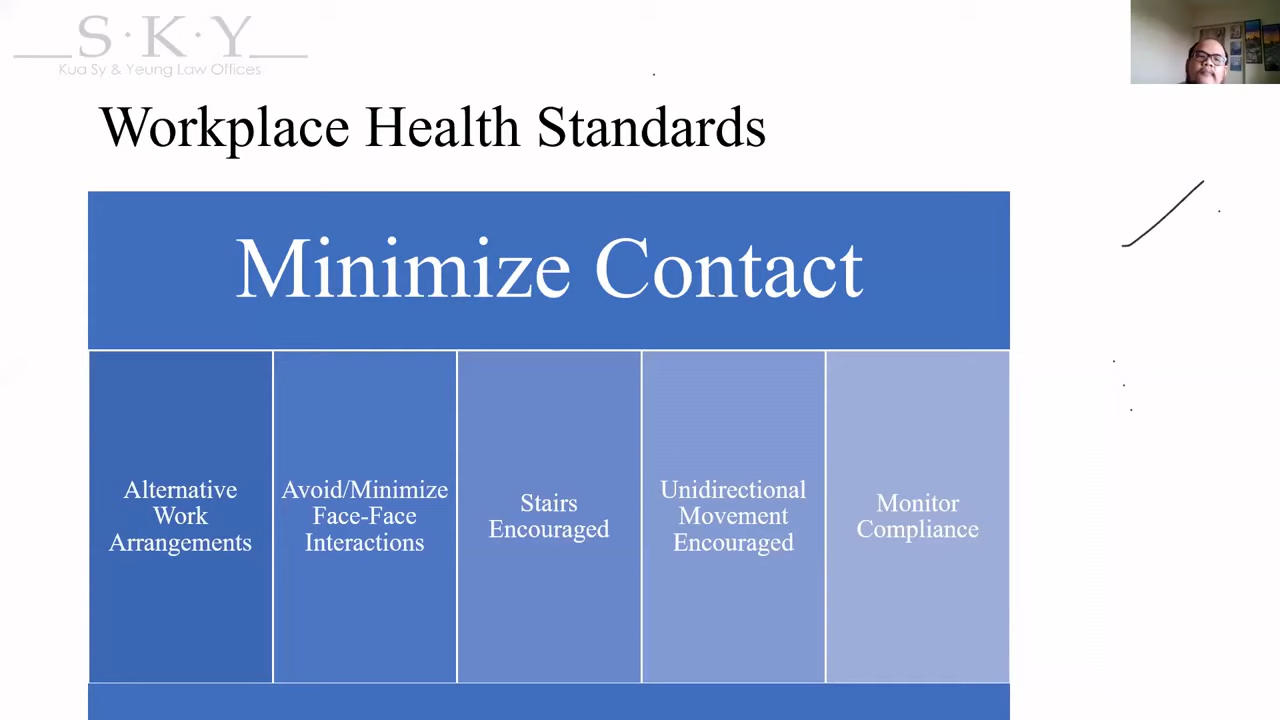 S·K·Y
Kua Sy & Yeung Law Offices
Workplace Health Standards
Minimize Contact
Alternative
Work
Arrangements
Avoid/Minimize
Face-Face
Interactions
Stairs
Encouraged
Unidirectional
Movement
Encouraged
Monitor
Compliance